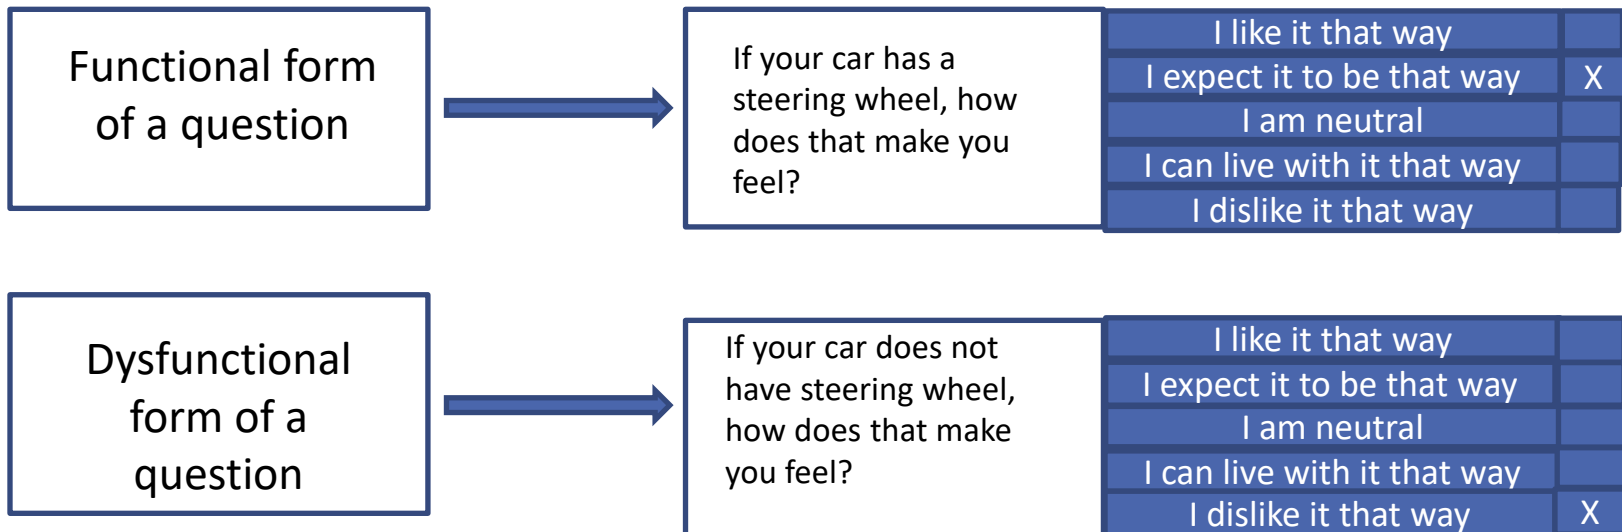 Functional form
of a question
If your car has a
steering wheel, how
does that make you
feel?
I like it that way
I expect it to be that way X
I am neutral
I can live with it that way
I dislike it that way
Dysfunctional
form of a
question
If your car does not
have steering wheel,
how does that make
you feel?
I like it that way
I expect it to be that way
I am neutral
I can live with it that way
I dislike it that way X